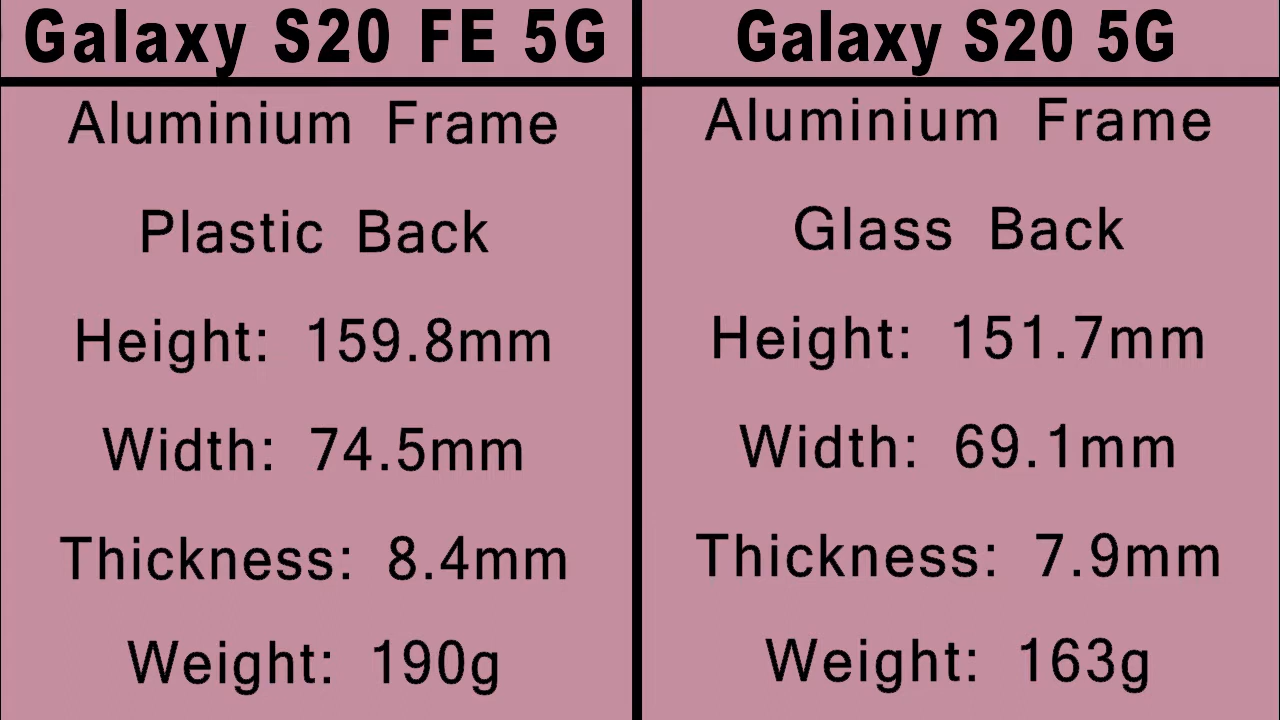 Galaxy S20 FE 5G
Aluminium Frame
Plastic Back
Height: 159.8mm
Width: 74.5mm
Thickness: 8.4mm
Weight: 190g
Galaxy S20 5G
Aluminium Frame
Glass Back
Height: 151.7mm
Width: 69.1mm
Thickness: 7.9mm
Weight: 163g